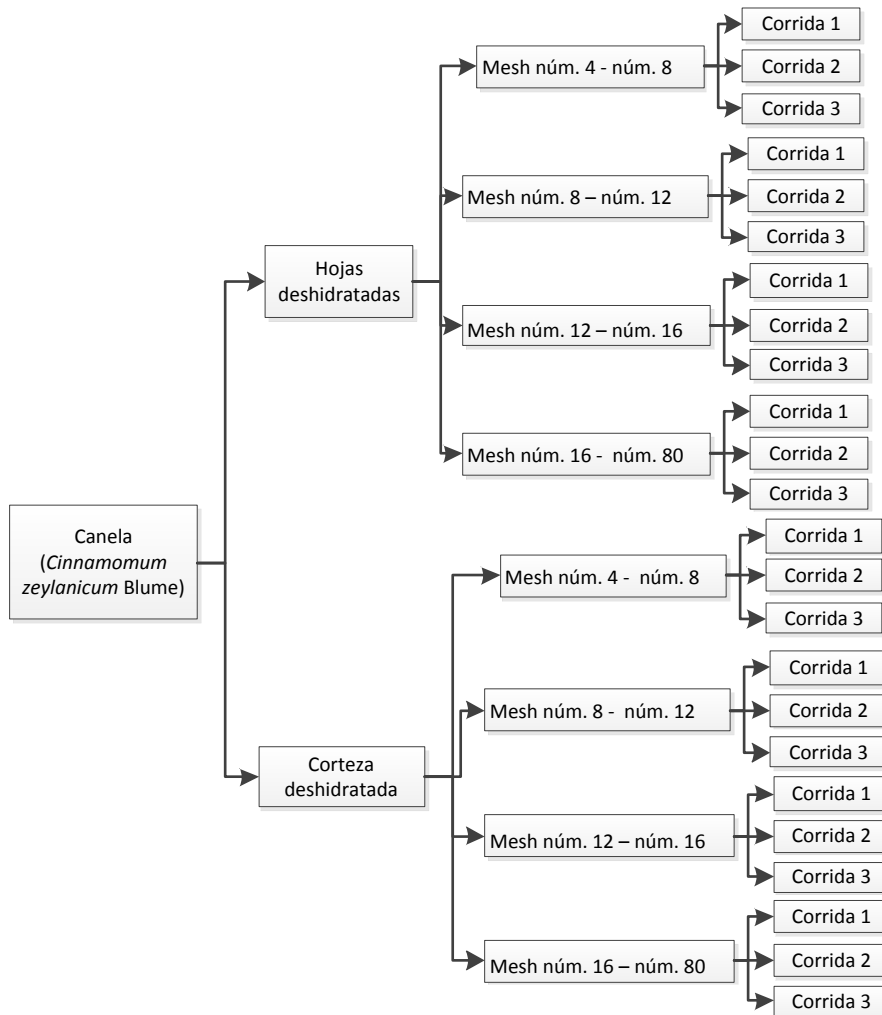 Canela
(Cinnamomum
zeylanicum Blume)
Hojas
deshidratadas
Mesh núm. 4 - núm. 8
Corrida 1
Corrida 2
Corrida 3
Mesh núm. 8 – núm. 12
Corrida 1
Corrida 2
Corrida 3
Mesh núm. 12 – núm. 16
Corrida 1
Corrida 2
Corrida 3
Mesh núm. 16 - núm. 80
Corrida 1
Corrida 2
Corrida 3
Corteza
deshidratada
Mesh núm. 4 - núm. 8
Corrida 1
Corrida 2
Corrida 3
Mesh núm. 8 - núm. 12
Corrida 1
Corrida 2
Corrida 3
Mesh núm. 12 – núm. 16
Corrida 1
Corrida 2
Corrida 3
Mesh núm. 16 – núm. 80
Corrida 1
Corrida 2
Corrida 3